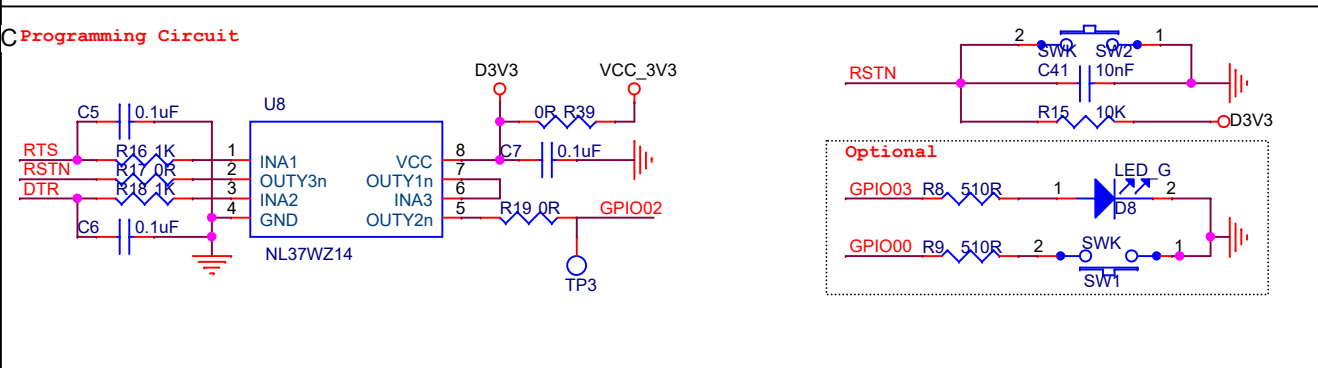 C Programming Circuit
D3V3
VCC_3V3
U8
C5 0.1uF
0R R39
RTS
R16 1K
1
INA1
VCC
8
C7 0.1uF
RSTN
R17 0R
2
OUTY3n
OUTY1n
7
DTR
R18 1K
3
INA2
INA3
6
4
GND
OUTY2n
5
R19 0R
GPIO02
C6 0.1uF
NL37WZ14
TP3
2
SWK
SW2
1
RSTN
C41 10nF
R15 10K
D3V3
Optional
LED_G
GPIO03
R8 510R
1
2
D8
GPIO00
R9 510R
2
SWK
1
SW1